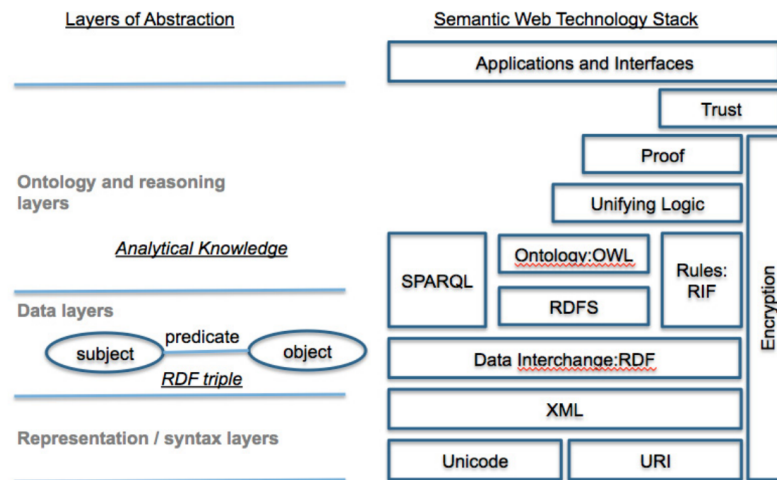 Layers of Abstraction
Semantic Web Technology Stack
Applications and Interfaces
Trust
Proof
Ontology and reasoning
layers
Unifying Logic
Analytical Knowledge
SPARQL
Ontology:OWL
Rules:
RIF
RDFS
Encryption
Data layers
predicate
subject
object
RDF triple
Data Interchange:RDF
XML
Representation / syntax layers
Unicode
URI